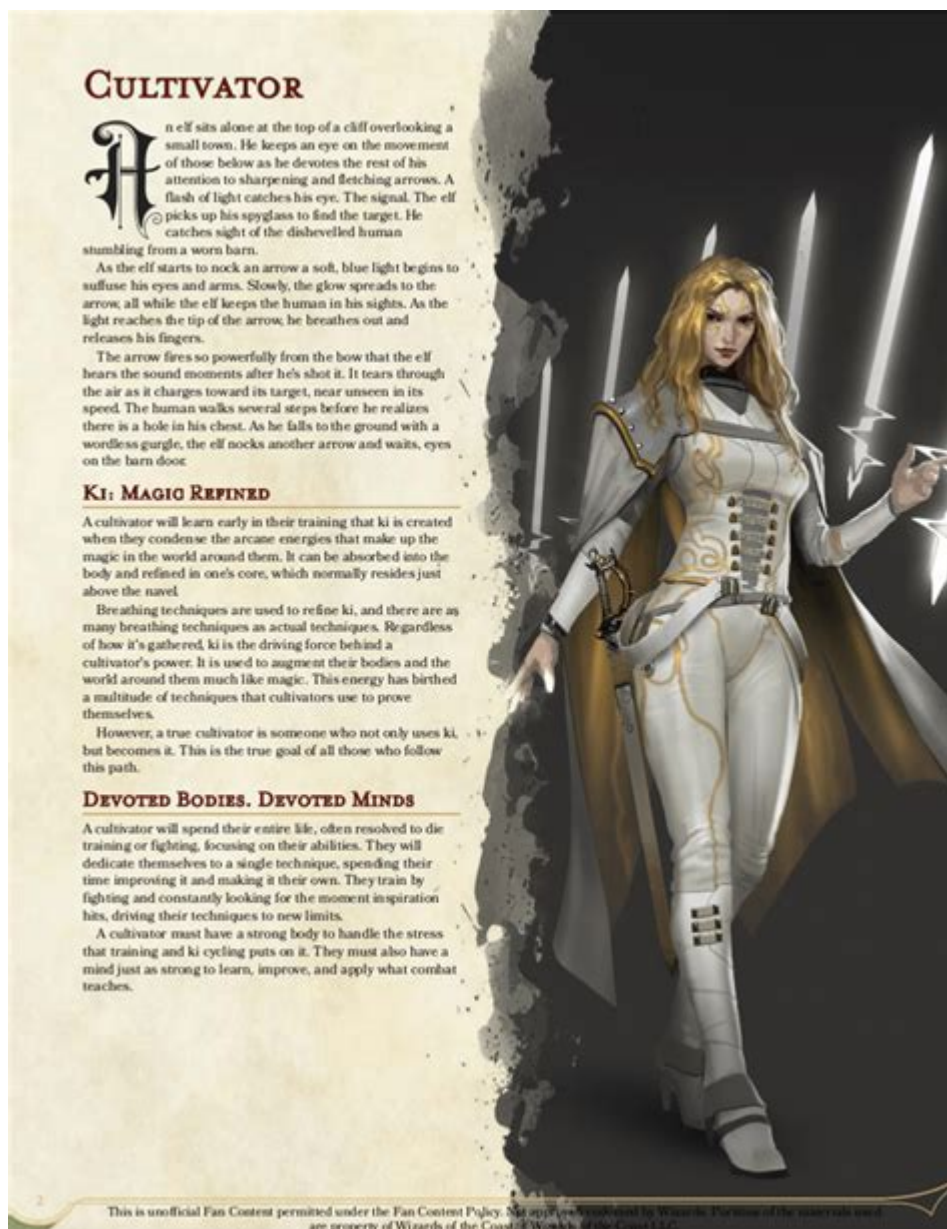 CULTIVATOR
An elf sits alone at the top of a cliff overlooking a
small town. He keeps an eye on the movement
of those below as he devotes the rest of his
attention to sharpening and fletching arrows. A
flash of light catches his eye. The signal. The elf
picks up his spyglass to find the target. He
catches sight of the dishevelled human
stumbling from a worn barn.
As the elf starts to nock an arrow a soft, blue light begins to
suffuse his eyes and arms. Slowly, the glow spreads to the
arrow, all while the elf keeps the human in his sights. As the
light reaches the tip of the arrow, he breathes out and
releases his fingers.
The arrow fires so powerfully from the bow that the elf
hears the sound moments after he's shot it. It tears through
the air as it charges toward its target, near unseen in its
speed. The human walks several steps before he realizes
there is a hole in his chest. As he falls to the ground with a
wordless gurgle, the elf nocks another arrow and waits, eyes
on the barn door.
KI: MAGIC REFINED
A cultivator will learn early in their training that ki is created
when they condense the arcane energies that make up the
magic in the world around them. It can be absorbed into the
body and refined in one's core, which normally resides just
above the navel.
Breathing techniques are used to refine ki, and there are as
many breathing techniques as actual techniques. Regardless
of how it's gathered, ki is the driving force behind a
cultivator's power. It is used to augment their bodies and the
world around them much like magic. This energy has birthed
a multitude of techniques that cultivators use to prove
themselves.
However, a true cultivator is someone who not only uses ki,
but becomes it. This is the true goal of all those who follow
this path.
DEVOTED BODIES. DEVOTED MINDS
A cultivator will spend their entire life, often resolved to die
training or fighting, focusing on their abilities. They will
dedicate themselves to a single technique, spending their
time improving it and making it their own. They train by
fighting and constantly looking for the moment inspiration
hits, driving their techniques to new limits.
A cultivator must have a strong body to handle the stress
that training and ki cycling puts on it. They must also have a
mind just as strong to learn, improve, and apply what combat
teaches.
2
This is unofficial Fan Content permitted under the Fan Content Policy. Not approved/endorsed by Wizards. Portions of the materials used
are property of Wizards of the Coast. Wizards of the Coast LLC.